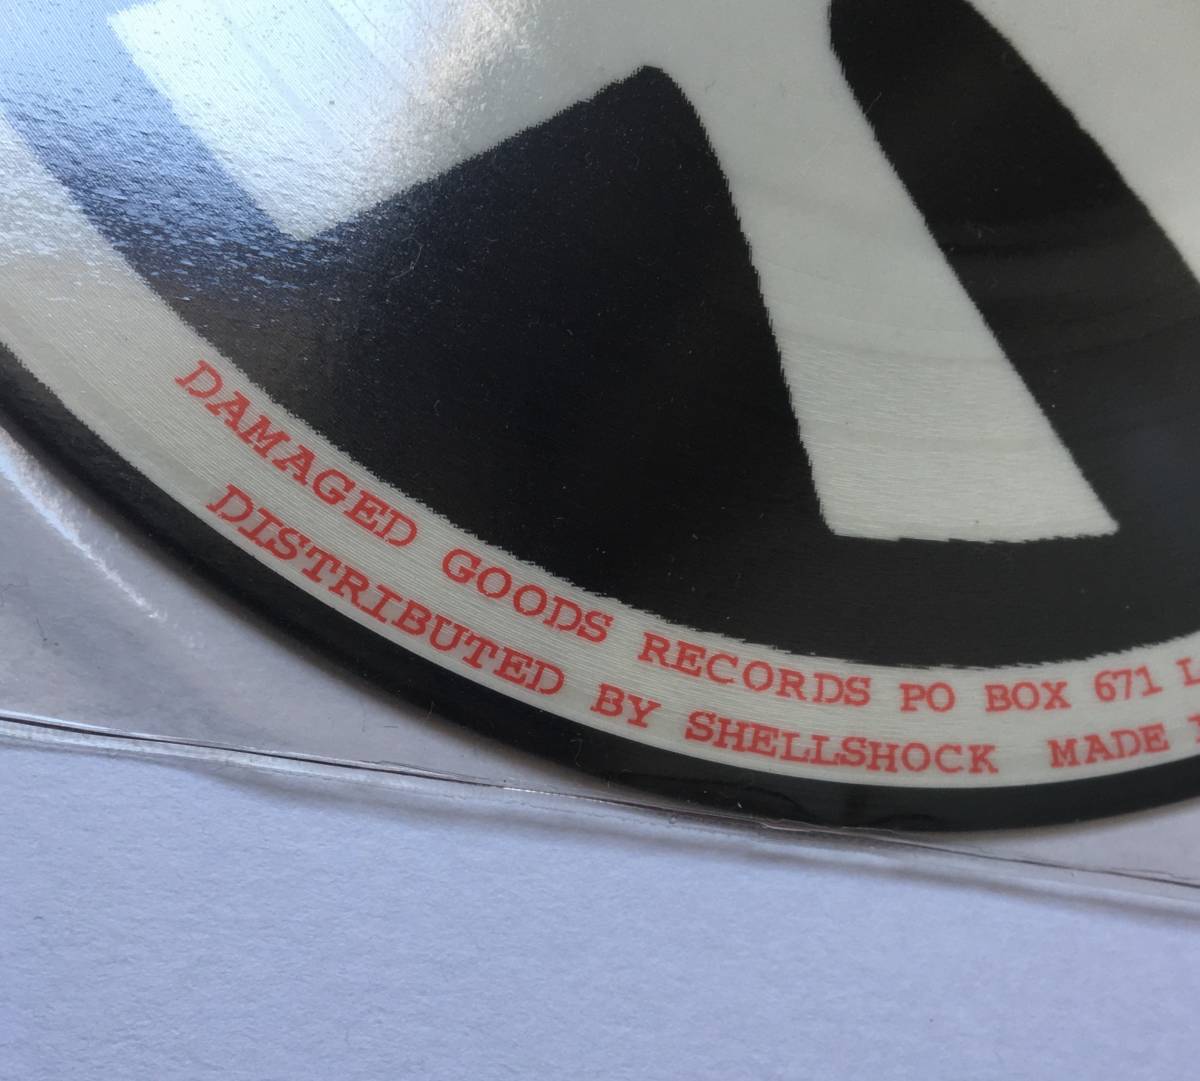 DAMAGED GOODS RECORDS PO BOX 671
DISTRIBUTED BY SHELLSHOCK MADE